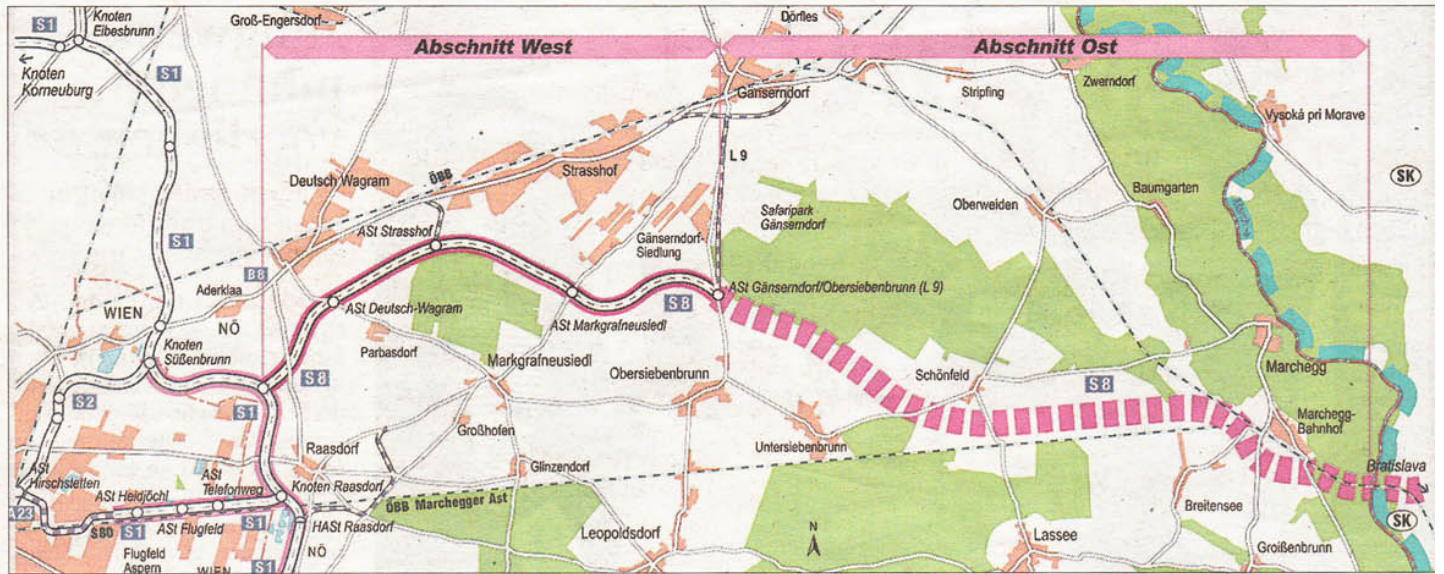 S1
Knoten
Eibesbrunn
Groß-Engersdorf
Dörfles
Abschnitt West
Abschnitt Ost
Knoten
Korneuburg
S1
Zwerndorf
Gänserndorf
Stripfing
Vysoká pri Morave
L 9
ÖBB
Strasshof
Deutsch Wagram
SK
Baumgarten
Safaripark
Gänserndorf
Oberweiden
ASt Strasshof
S1
Gänserndorf-
Siedlung
B8
Aderklaa
ASt Gänserndorf/Obersiebenbrunn (L 9)
S 8
WIEN
NÖ
ASt Deutsch-Wagram
ASt Markgrafneusiedl
Knoten
Süßenbrunn
Parbasdorf
Markgrafneusiedl
Obersiebenbrunn
Schönfeld
Marchegg
S 8
S 8
S2
S1
Marchegg-
Bahnhof
Großhofen
Raasdorf
Untersiebenbrunn
ASt
Hirschstetten
ASt
Telefonweg
Glinzendorf
Bratislava
ASt Heidjöchl
Knoten Raasdorf
ÖBB Marchegger Ast
A23
S80
S1
ASt Flugfeld
S1
HASt Raasdorf
Breitensee
SK
Leopoldsdorf
N
Lassee
Flugfeld
Aspern
WIEN
S1
NÖ
Groißenbrunn